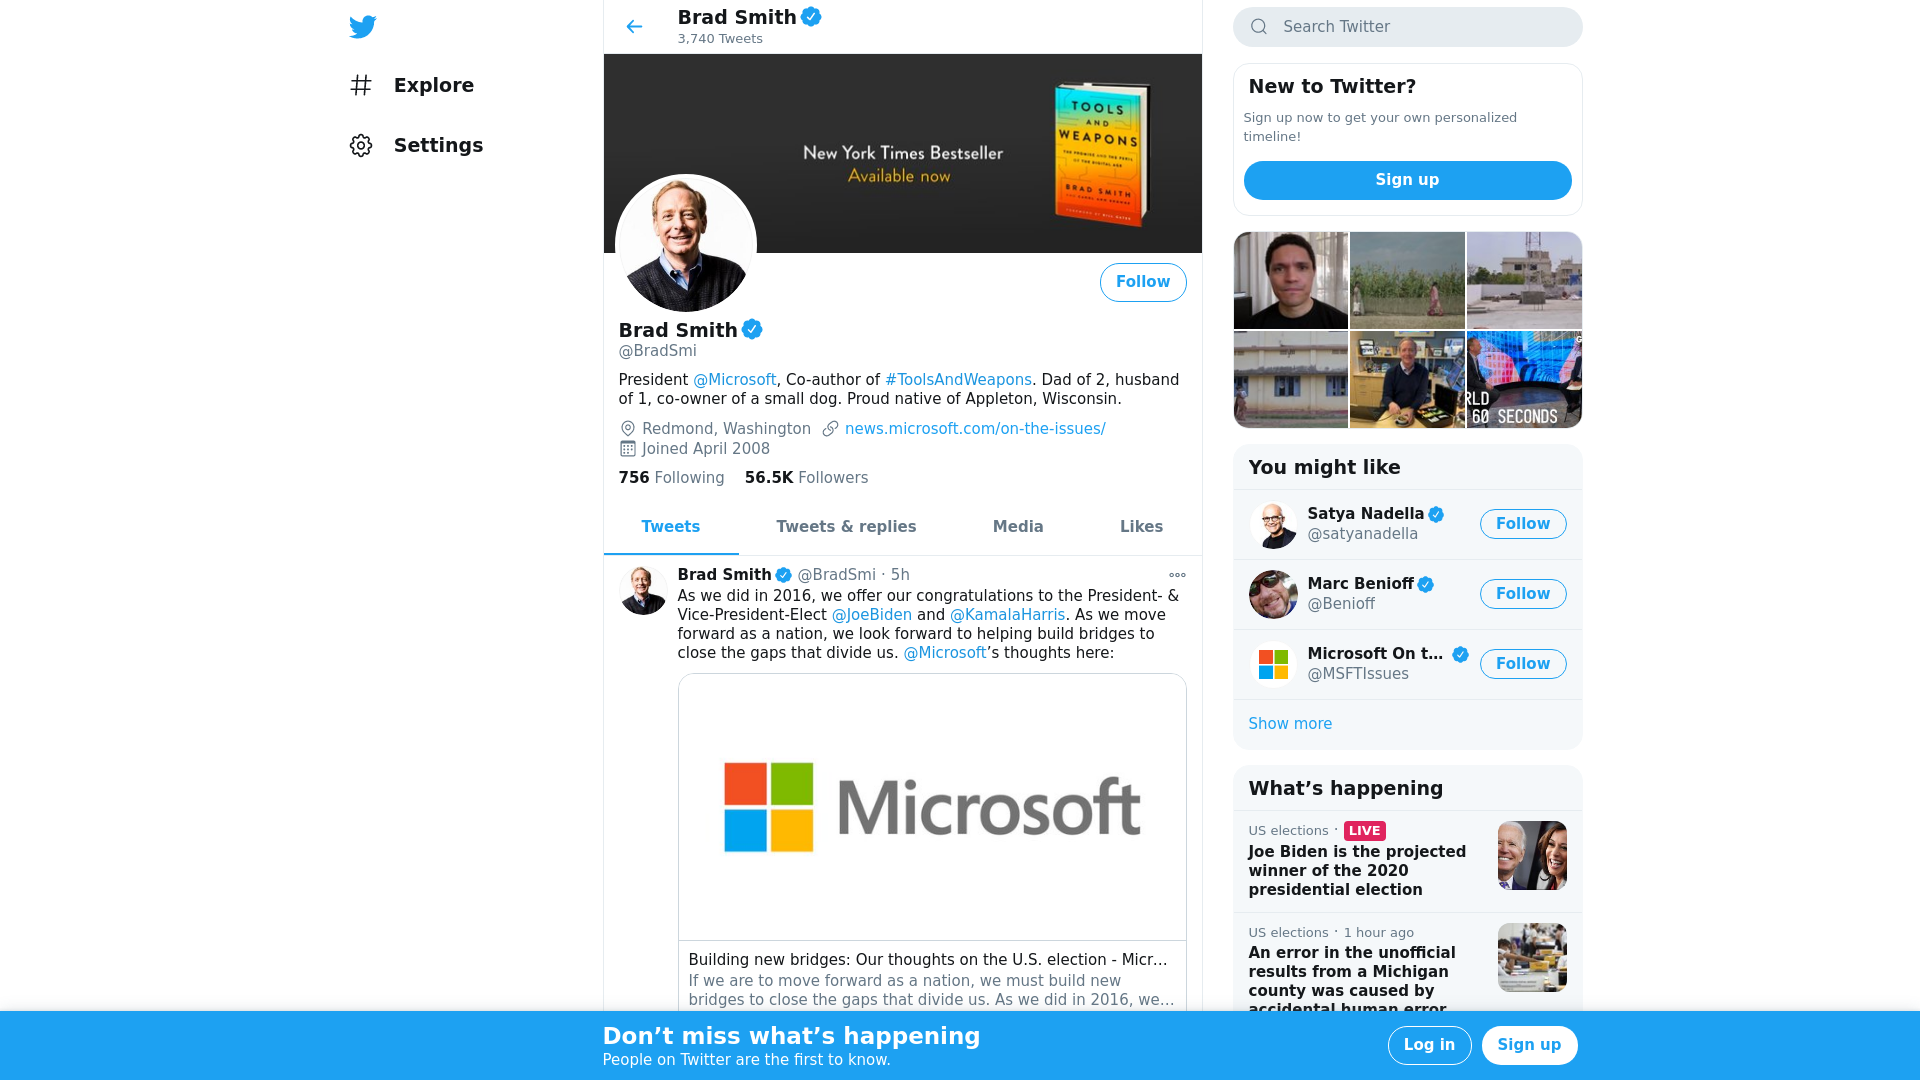 Explore
Settings
Brad Smith
3,740 Tweets
TOOLS
AND
WEAPONS
BRAD SMITH
New York Times Bestseller
Available now
Follow
Brad Smith
@BradSmi
President @Microsoft, Co-author of #ToolsAndWeapons. Dad of 2, husband
of 1, co-owner of a small dog. Proud native of Appleton, Wisconsin.
Redmond, Washington news.microsoft.com/on-the-issues/
Joined April 2008
756 Following 56.5K Followers
Tweets Tweets & replies Media Likes
Brad Smith @BradSmi · 5h
As we did in 2016, we offer our congratulations to the President- &
Vice-President-Elect @JoeBiden and @KamalaHarris. As we move
forward as a nation, we look forward to helping build bridges to
close the gaps that divide us. @Microsoft’s thoughts here:
Microsoft
Building new bridges: Our thoughts on the U.S. election - Micr…
If we are to move forward as a nation, we must build new
bridges to close the gaps that divide us. As we did in 2016, we…
Search Twitter
New to Twitter?
Sign up now to get your own personalized
timeline!
Sign up
RLD
60 SECONDS
You might like
Satya Nadella
@satyanadella
Follow
Marc Benioff
@Benioff
Follow
Microsoft On t…
@MSFTIssues
Follow
Show more
What’s happening
US elections · LIVE
Joe Biden is the projected
winner of the 2020
presidential election
US elections · 1 hour ago
An error in the unofficial
results from a Michigan
county was caused by
accidental human error
Don’t miss what’s happening
People on Twitter are the first to know.
Log in Sign up